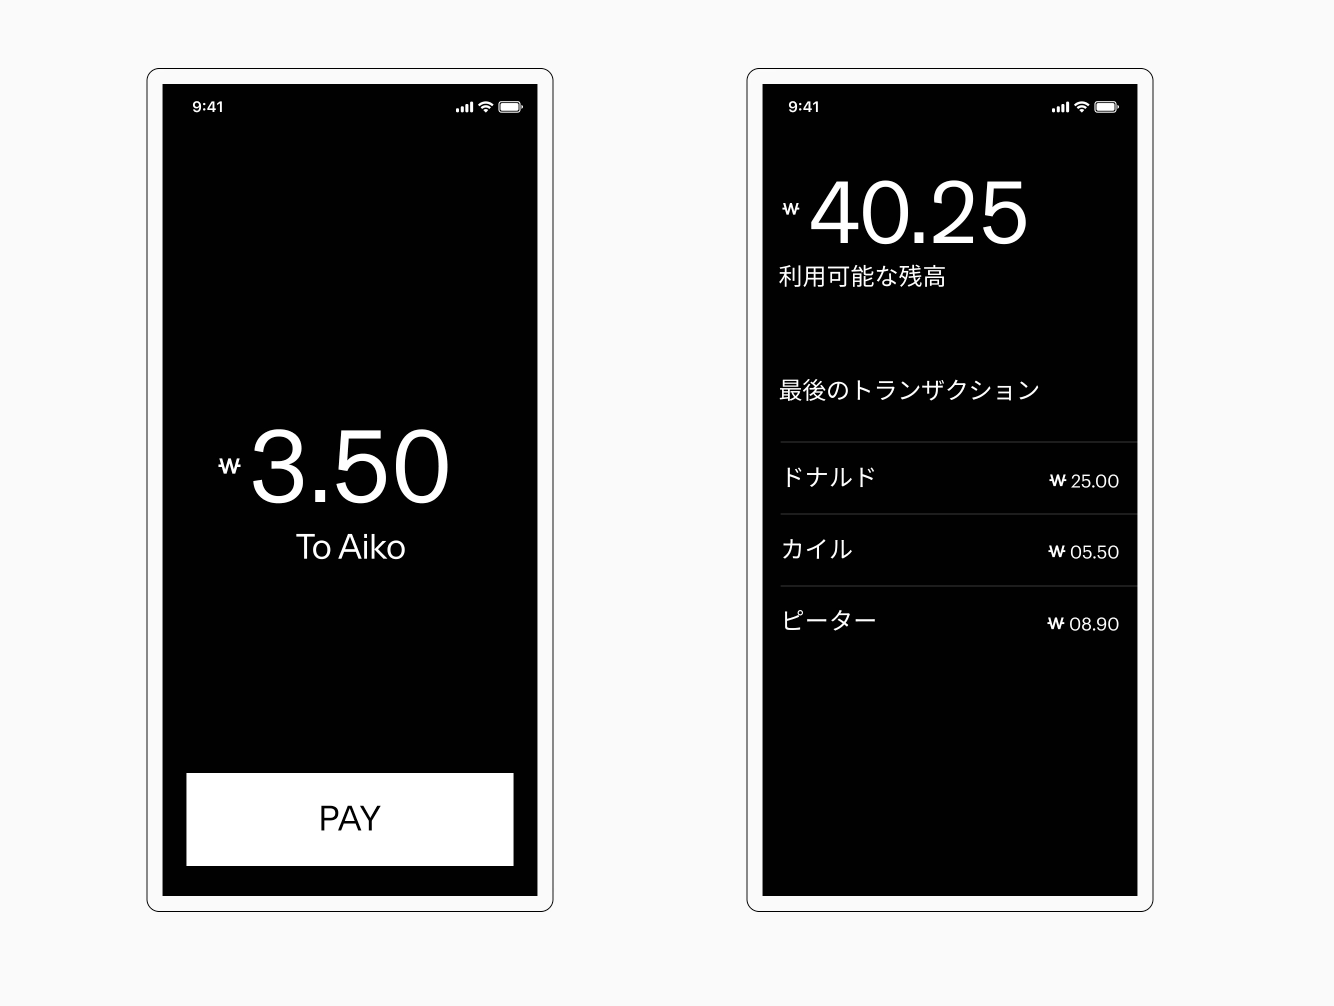 9:41
₩ 3.50
To Aiko
PAY
9:41
₩ 40.25
利用可能な残高
最後のトランザクション
ドナルド ₩ 25.00
カイル ₩ 05.50
ピーター ₩ 08.90